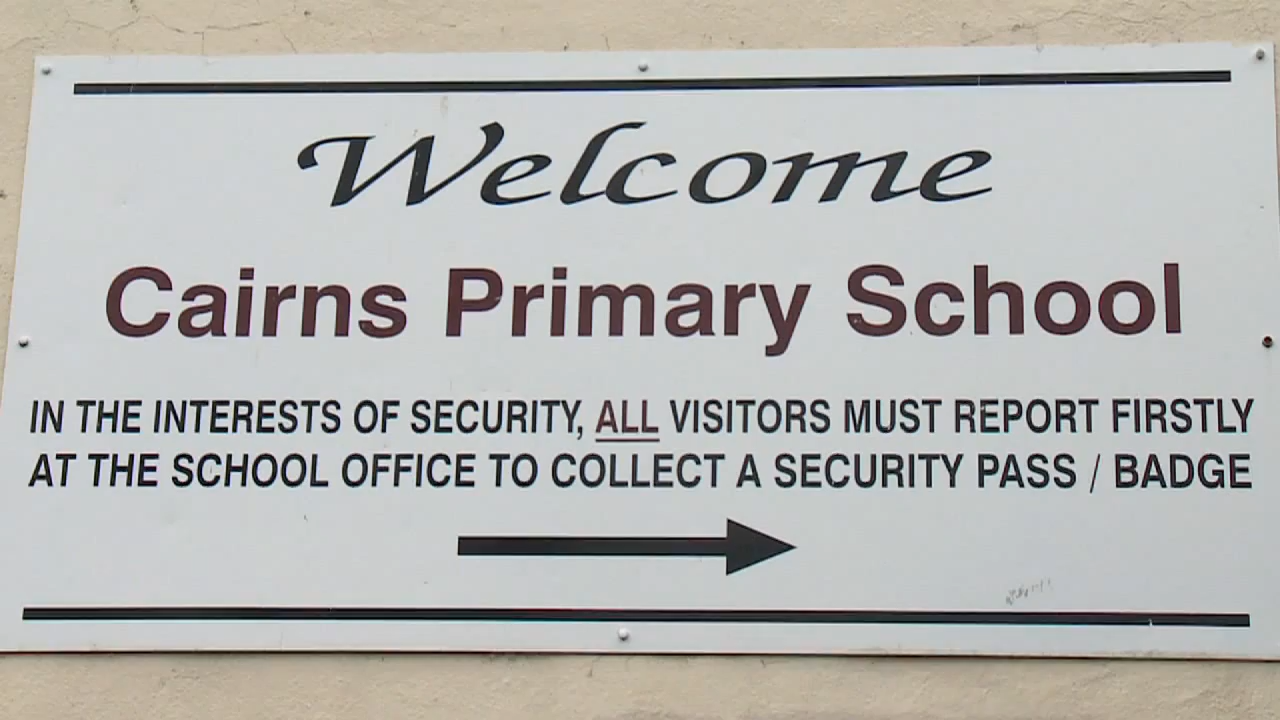 Welcome
Cairns Primary School
IN THE INTERESTS OF SECURITY, ALL VISITORS MUST REPORT FIRSTLY
AT THE SCHOOL OFFICE TO COLLECT A SECURITY PASS / BADGE